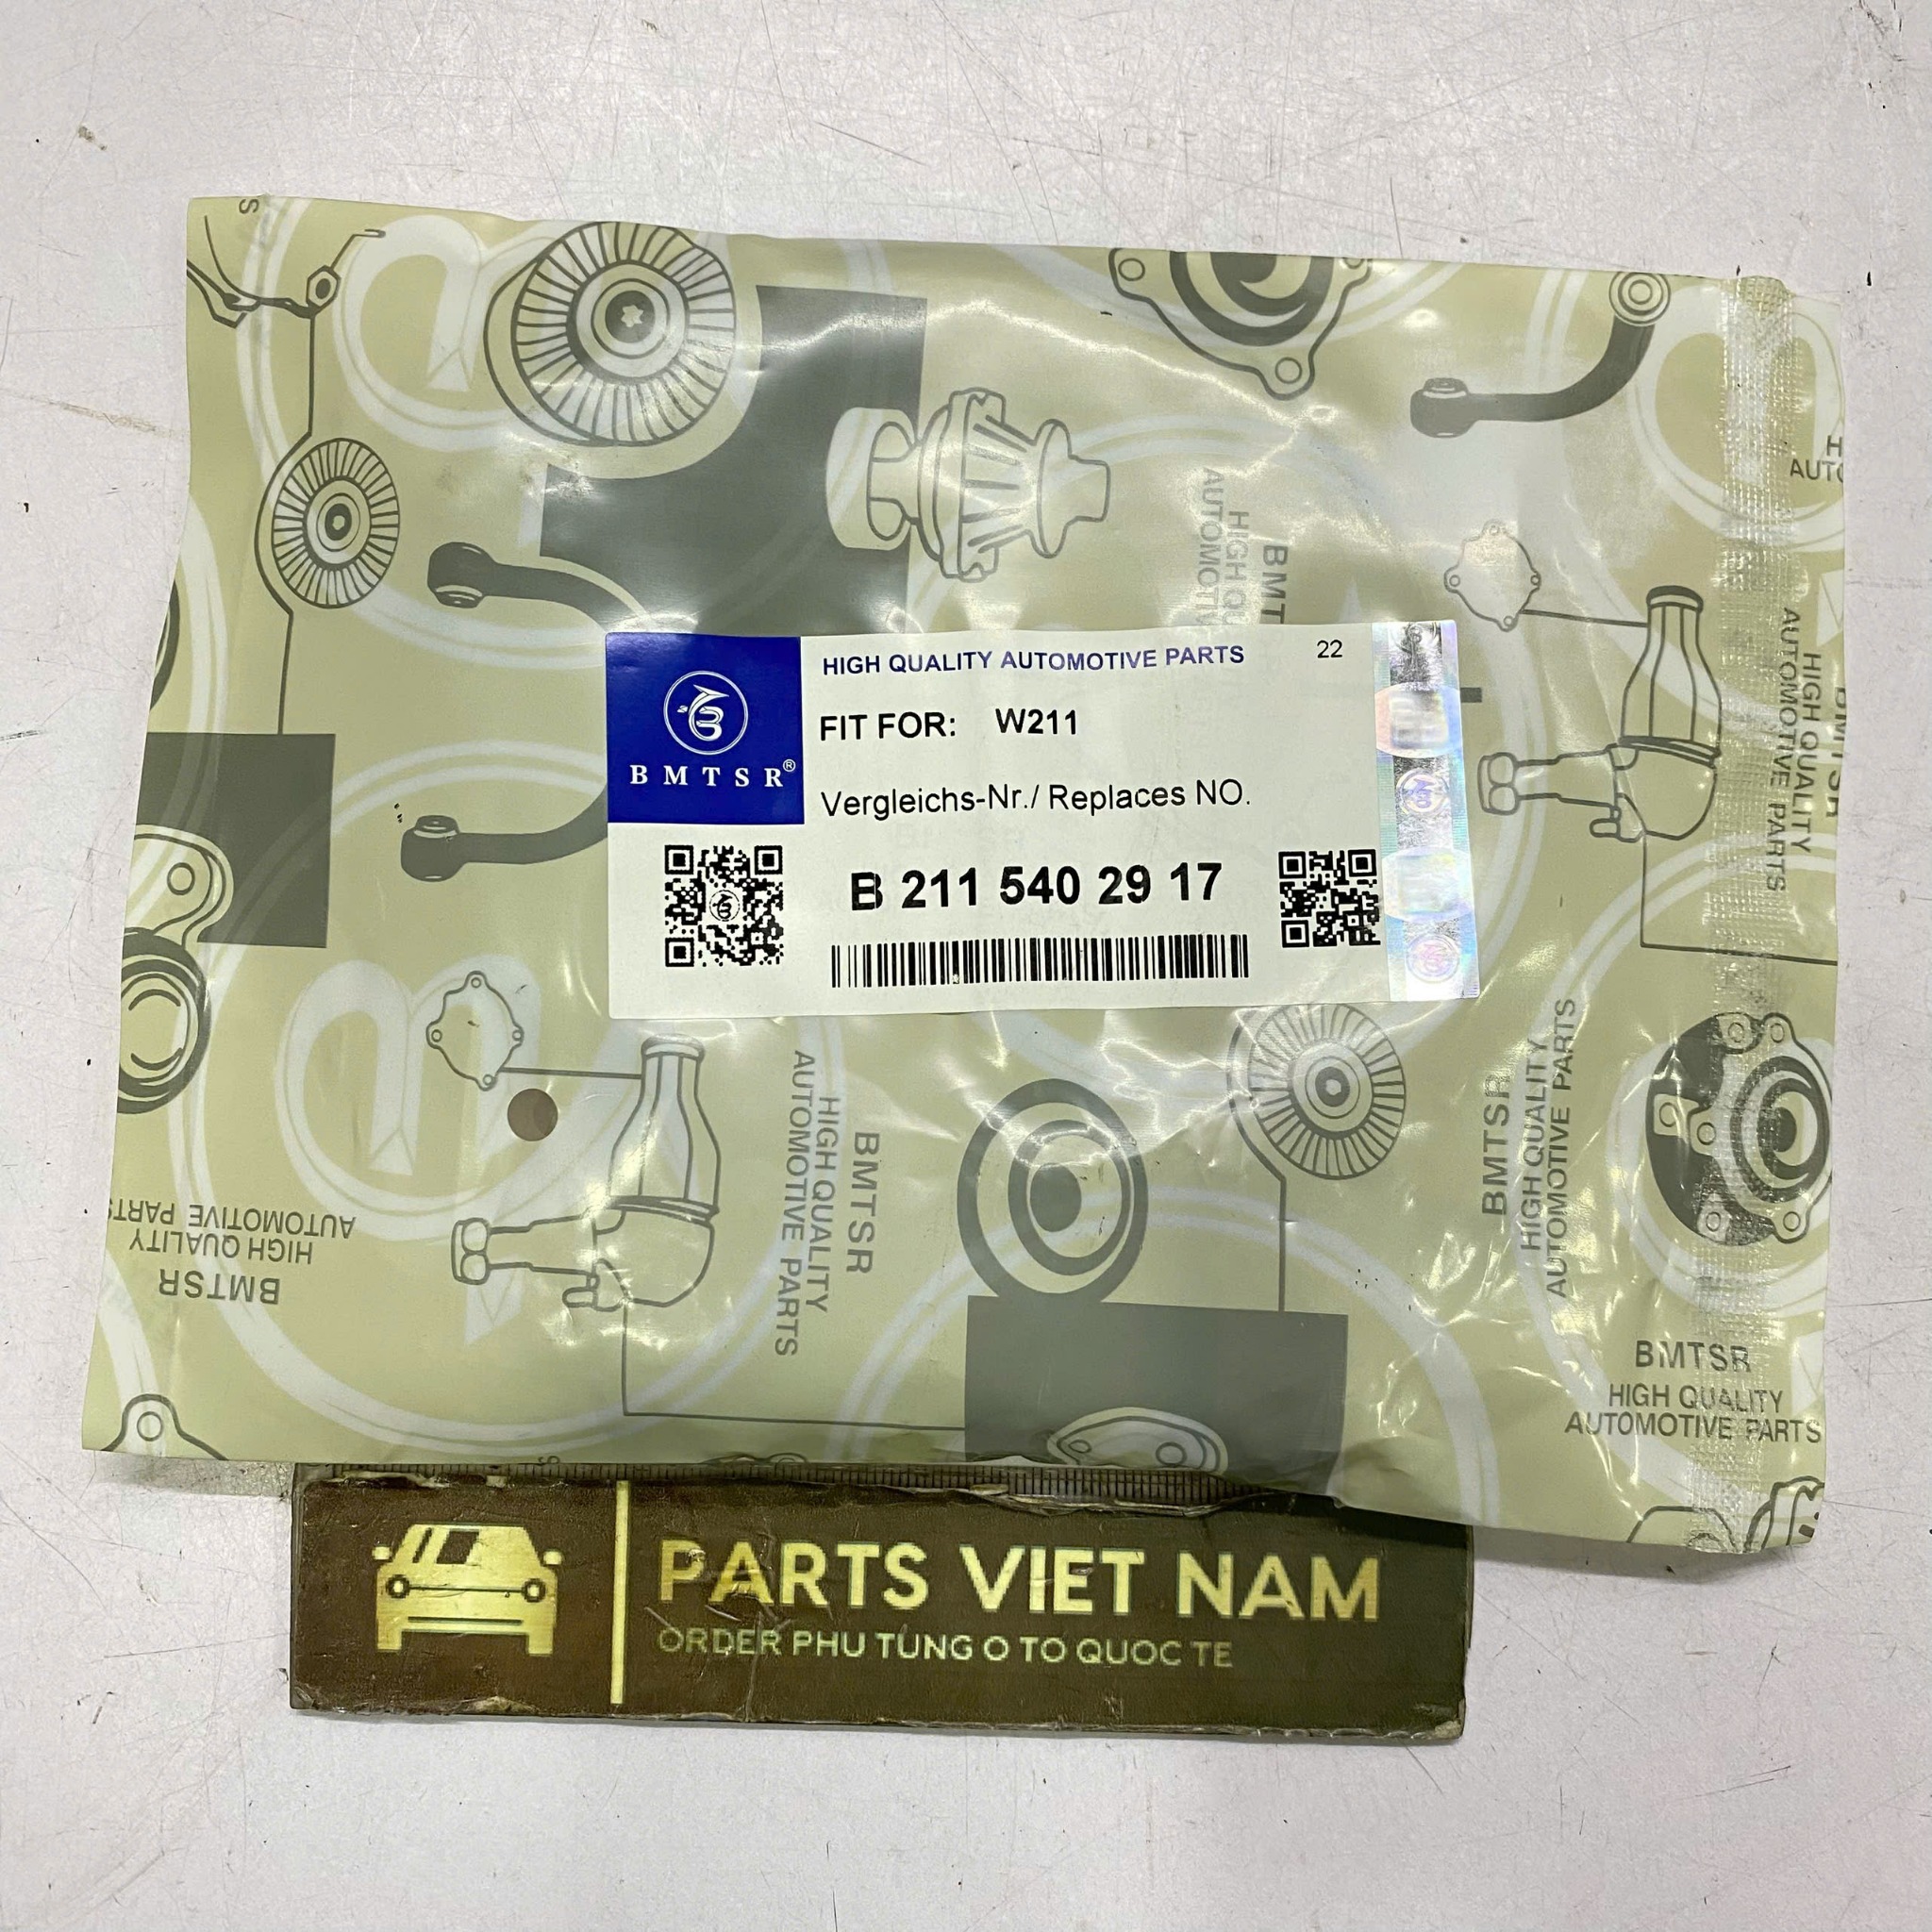 HIGH QUALITY AUTOMOTIVE PARTS 22
FIT FOR: W211
BMTSR®
Vergleichs-Nr./ Replaces NO.
B 211 540 29 17
BMTSR
HIGH QUALITY
AUTOMOTIVE PARTS
BMTSR
HIGH QUALITY
AUTOMOTIVE PARTS
BMTSR
HIGH QUALITY
AUTOMOTIVE PARTS
BMTSR
HIGH QUALITY
AUTOMOTIVE PARTS
BMTSR
HIGH QUALITY
AUTOMOTIVE PARTS
PARTS VIET NAM
ORDER PHU TUNG O TO QUOC TE